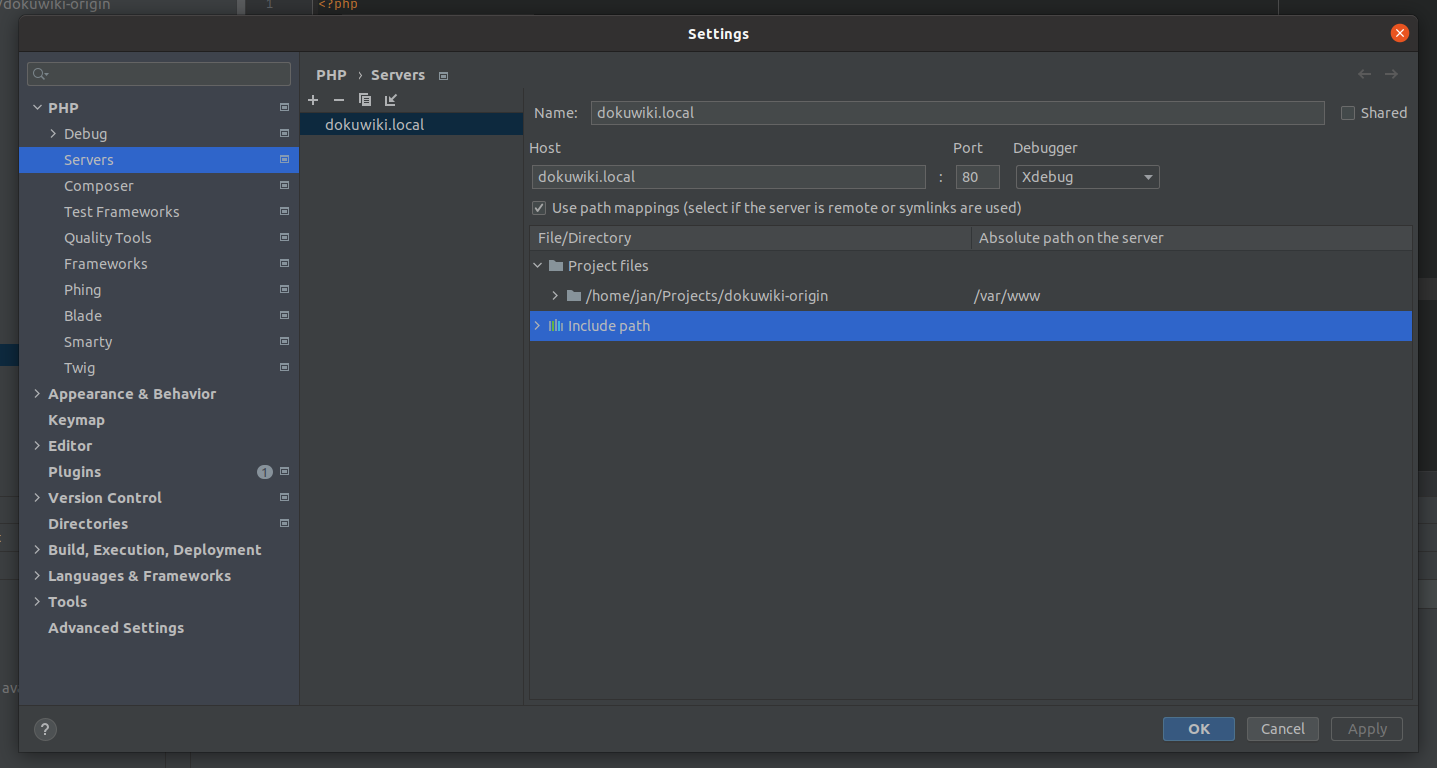 /dokuwiki-origin
1
<?php
Settings
PHP
Debug
Servers
Composer
Test Frameworks
Quality Tools
Frameworks
Phing
Blade
Smarty
Twig
Appearance & Behavior
Keymap
Editor
Plugins 1
Version Control
Directories
Build, Execution, Deployment
Languages & Frameworks
Tools
Advanced Settings
PHP › Servers
dokuwiki.local
Name: dokuwiki.local Shared
Host Port Debugger
dokuwiki.local : 80 Xdebug
Use path mappings (select if the server is remote or symlinks are used)
File/Directory Absolute path on the server
Project files
/home/jan/Projects/dokuwiki-origin /var/www
Include path
ava
? OK Cancel Apply